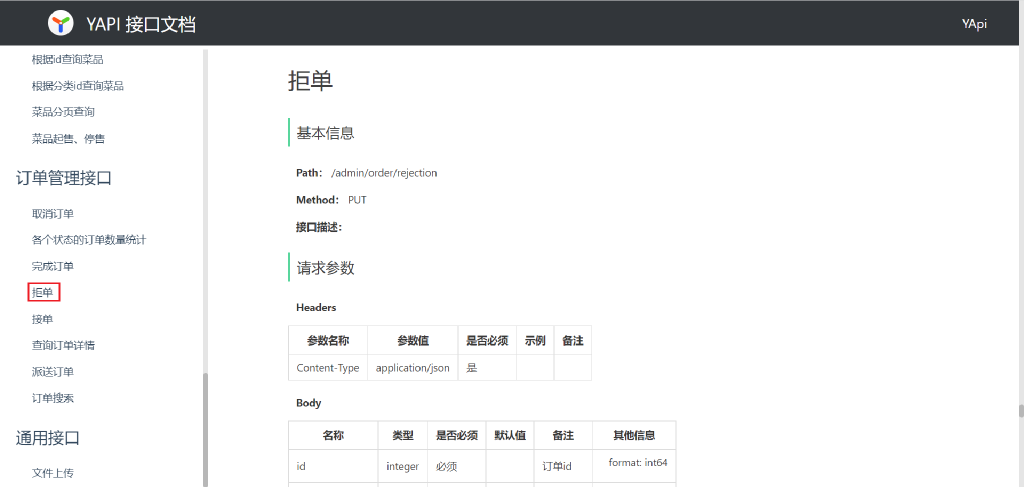 YAPI 接口文档
YApi
根据id查询菜品
根据分类id查询菜品
菜品分页查询
菜品起售、停售
订单管理接口
取消订单
各个状态的订单数量统计
完成订单
拒单
接单
查询订单详情
派送订单
订单搜索
通用接口
文件上传
拒单
基本信息
Path: /admin/order/rejection
Method: PUT
接口描述:
请求参数
Headers
参数名称 参数值 是否必须 示例 备注
Content-Type application/json 是
Body
名称 类型 是否必须 默认值 备注 其他信息
id integer 必须 订单id format: int64